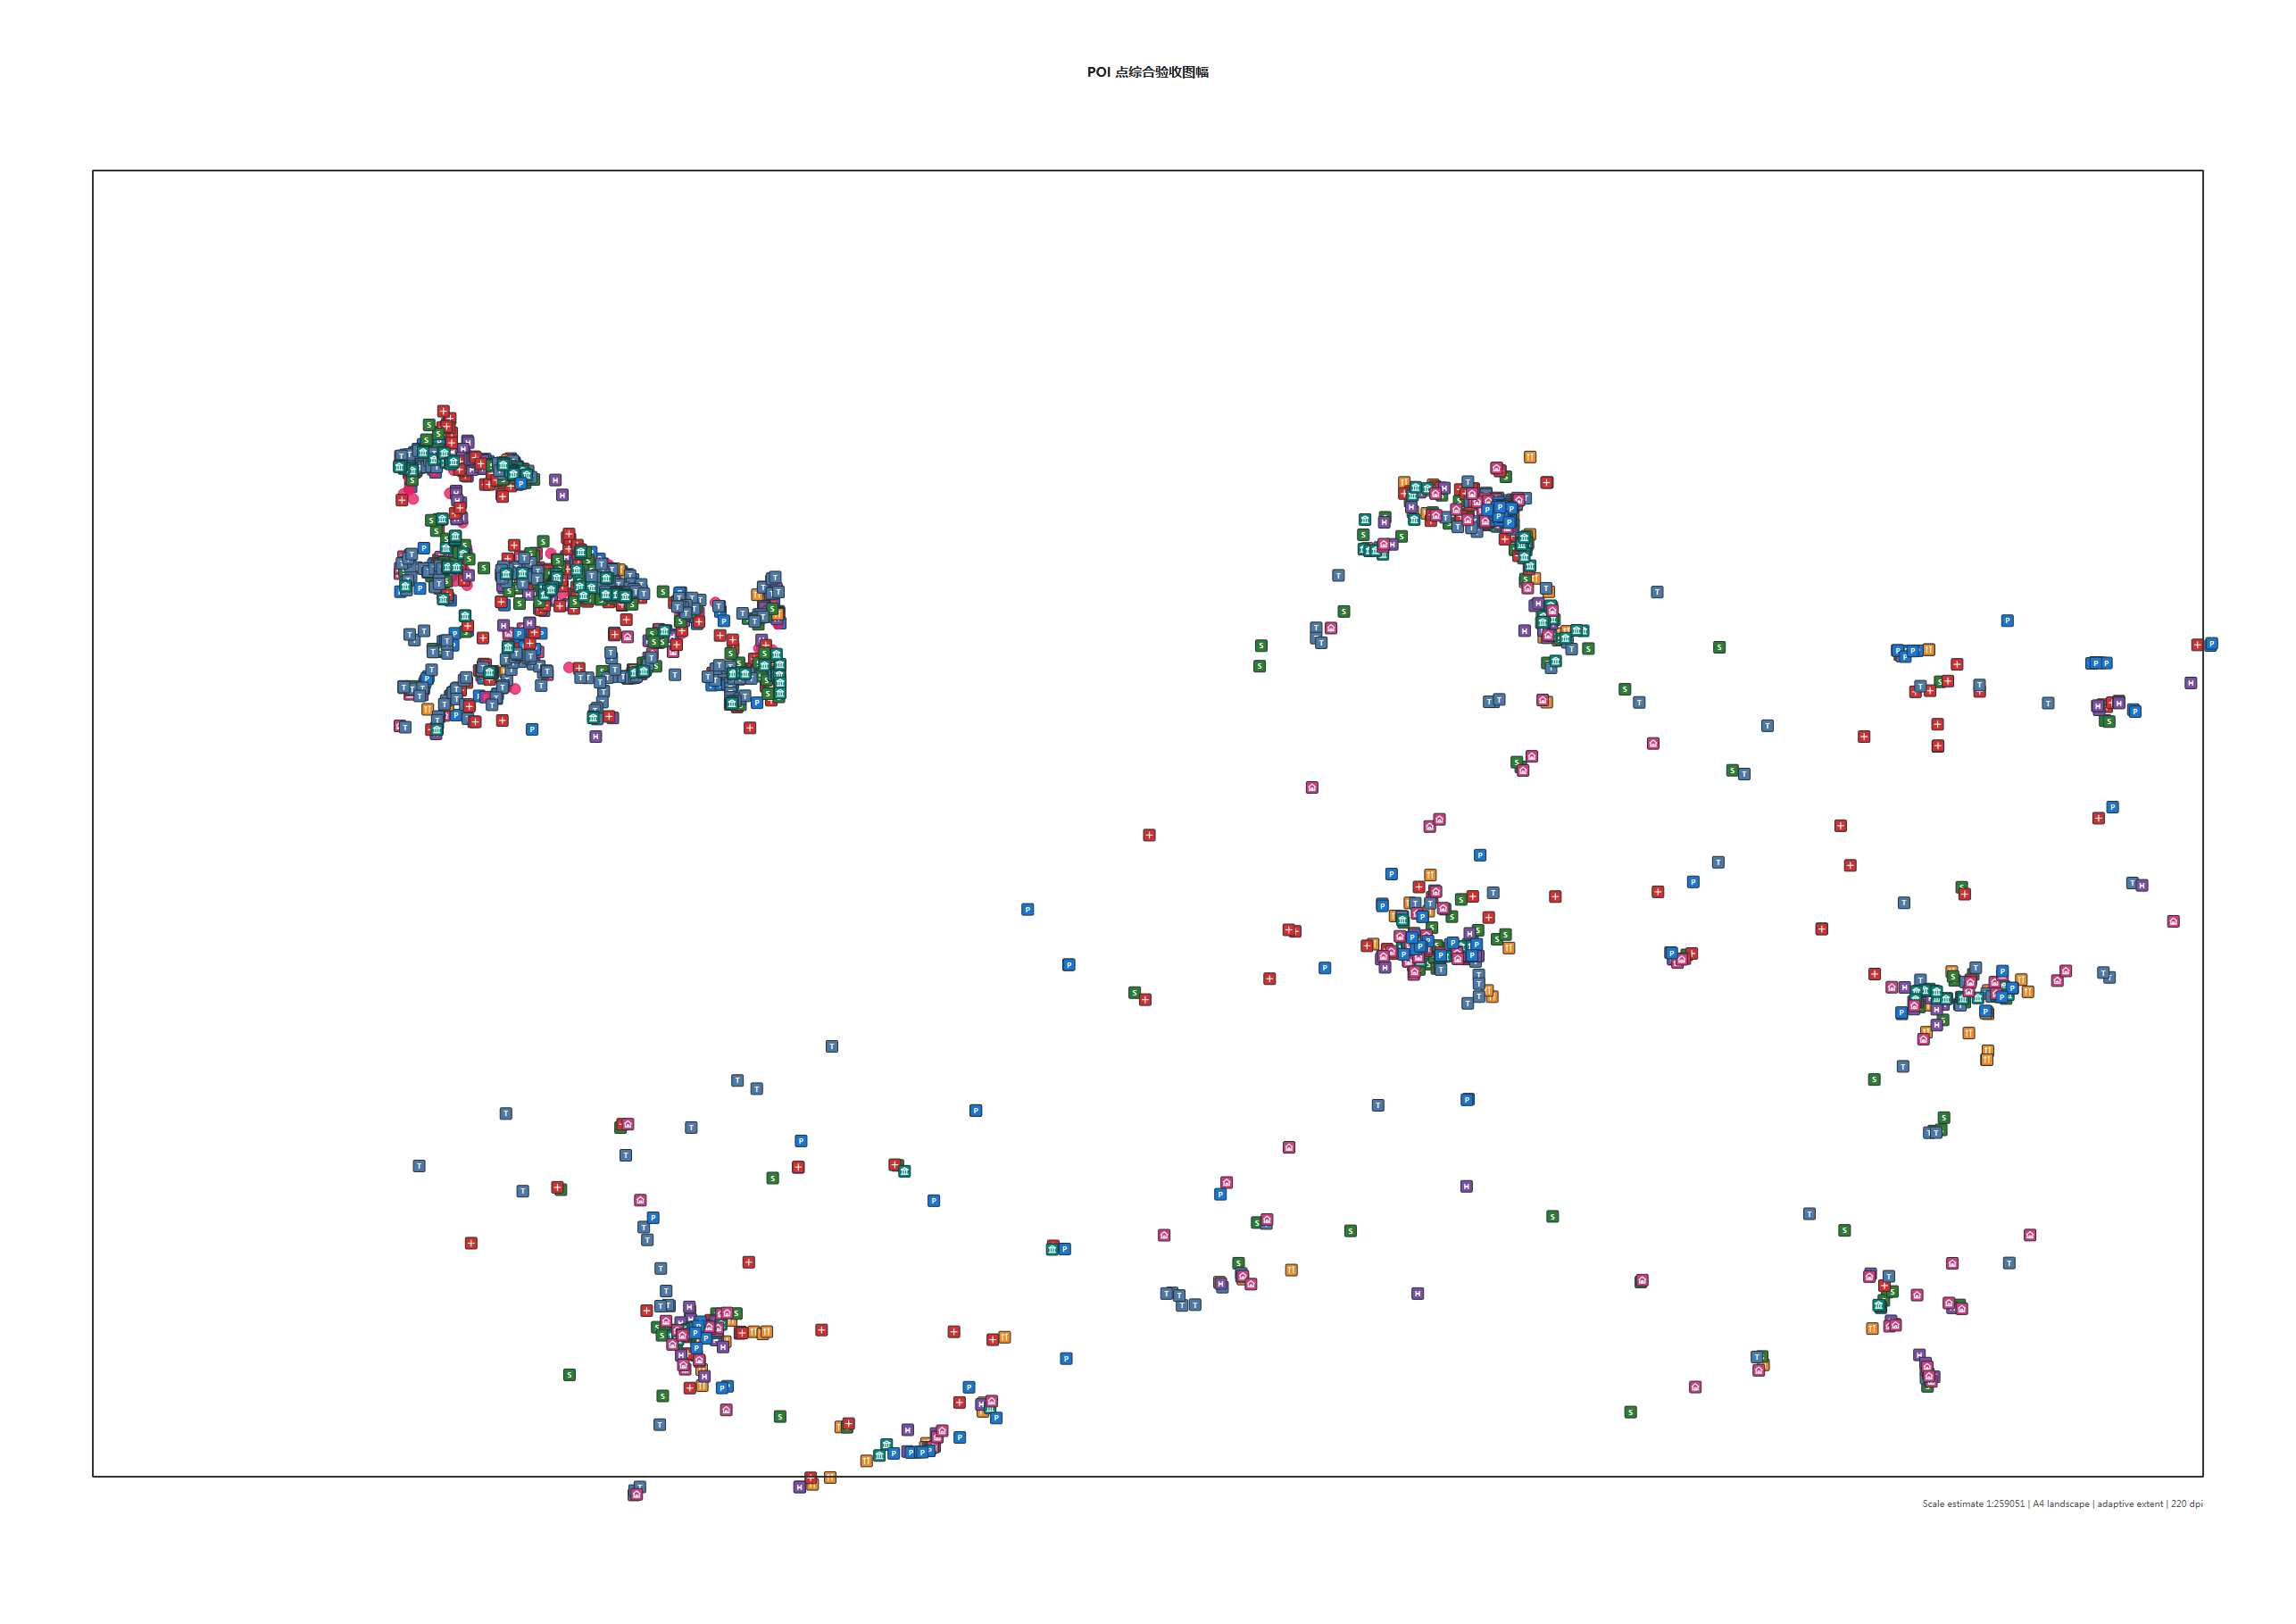 POI 点综合验收图幅
Scale estimate 1:259051 | A4 landscape | adaptive extent | 220 dpi